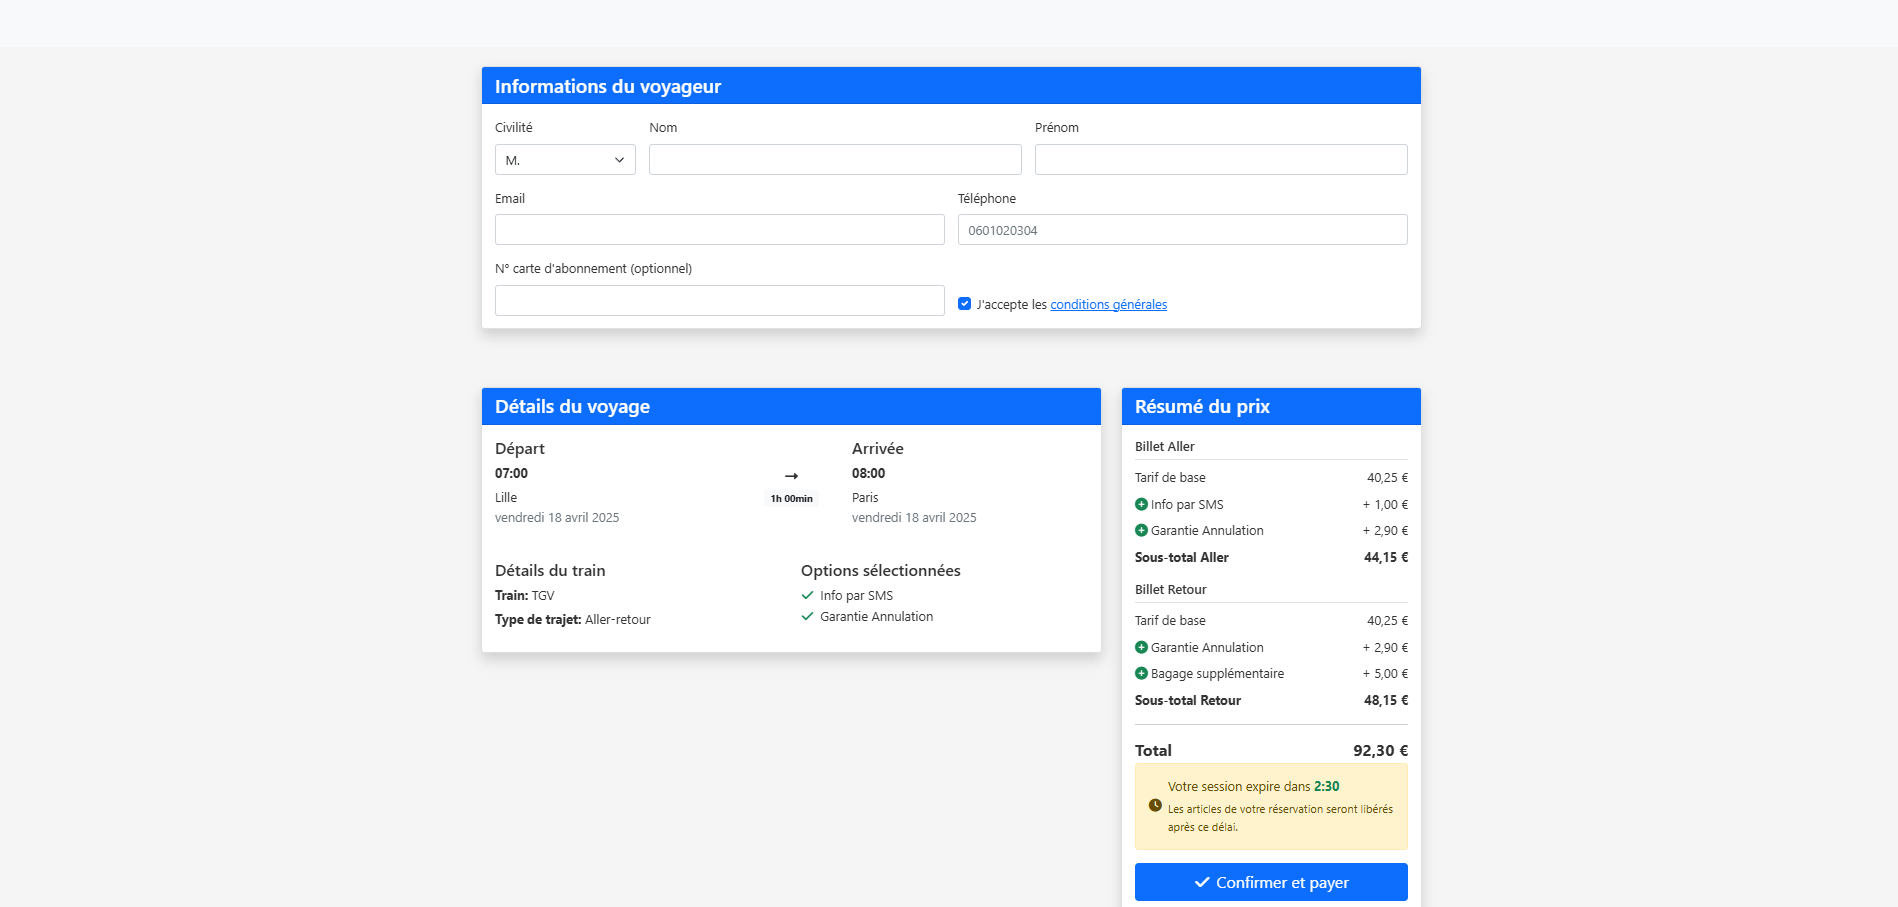 Informations du voyageur
Civilité
Nom
Prénom
M.
Email
Téléphone
0601020304
N° carte d'abonnement (optionnel)
J'accepte les conditions générales
Détails du voyage
Départ
Arrivée
07:00
→
08:00
Lille
1h 00min
Paris
vendredi 18 avril 2025
vendredi 18 avril 2025
Détails du train
Options sélectionnées
Train: TGV
Info par SMS
Type de trajet: Aller-retour
Garantie Annulation
Résumé du prix
Billet Aller
Tarif de base 40,25 €
Info par SMS + 1,00 €
Garantie Annulation + 2,90 €
Sous-total Aller 44,15 €
Billet Retour
Tarif de base 40,25 €
Garantie Annulation + 2,90 €
Bagage supplémentaire + 5,00 €
Sous-total Retour 48,15 €
Total 92,30 €
Votre session expire dans 2:30
Les articles de votre réservation seront libérés
après ce délai.
Confirmer et payer